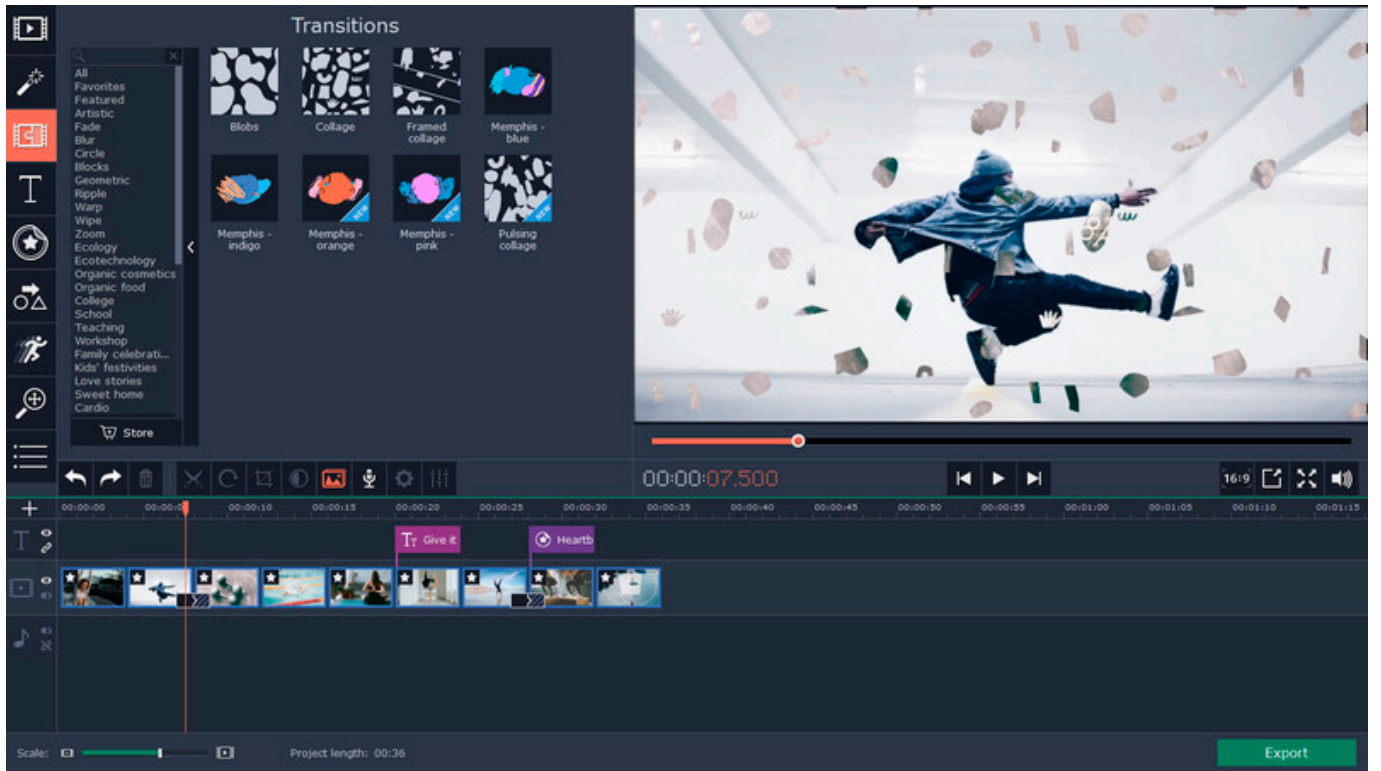 Transitions
All
Favorites
Featured
Artistic
Fade
Blur
Circle
Blocks
Geometric
Ripple
Warp
Wipe
Zoom
Ecology
Ecotechnology
Organic cosmetics
Organic food
College
School
Teaching
Workshop
Family celebrati...
Kids' festivities
Love stories
Sweet home
Cardio
Store
Blobs
Collage
Framed
collage
Memphis -
blue
Memphis -
indigo
NEW
Memphis -
orange
NEW
Memphis -
pink
NEW
Pulsing
collage
00:00:07.500
16:9
00:00:00 00:00:0 00:00:10 00:00:15 00:00:20 00:00:25 00:00:30 00:00:35 00:00:40 00:00:45 00:00:50 00:00:55 00:01:00 00:01:05 00:01:10 00:01:15
Give it
Heartb
Scale:
Project length: 00:36
Export